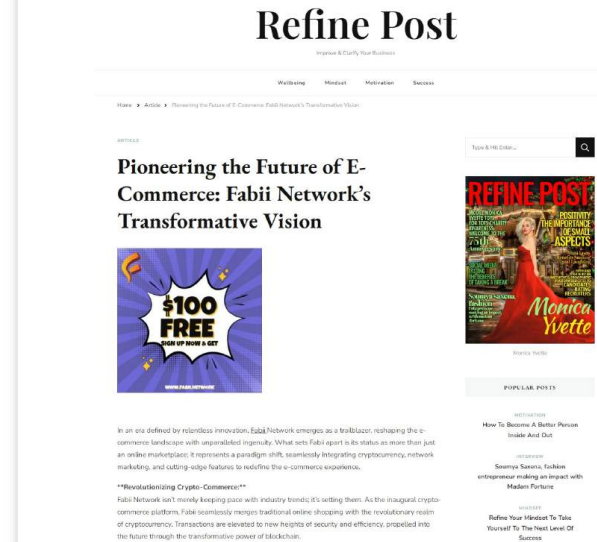 Refine Post
Improve & Clarify Your Business
Wellbeing Mindset Motivation Success
Home > Article > Pioneering the Future of E-Commerce: Fabii Network's Transformative Vision
ARTICLE
Pioneering the Future of E-
Commerce: Fabii Network's
Transformative Vision
$100
FREE
SIGN UP NOW & GET
WWW.FABII.NETWORK
In an era defined by relentless innovation, Fabii Network emerges as a trailblazer, reshaping the e-
commerce landscape with unparalleled ingenuity. What sets Fabii apart is its status as more than just
an online marketplace; it represents a paradigm shift, seamlessly integrating cryptocurrency, network
marketing, and cutting-edge features to redefine the e-commerce experience.
**Revolutionizing Crypto-Commerce:**
Fabii Network isn't merely keeping pace with industry trends; it's setting them. As the inaugural crypto-
commerce platform, Fabii seamlessly merges traditional online shopping with the revolutionary realm
of cryptocurrency. Transactions are elevated to new heights of security and efficiency, propelled into
the future through the transformative power of blockchain.
Type & Hit Enter...
REFINE POST
POSITIVITY
THE IMPORTANCE
OF SMALL
ASPECTS
750th
Anniversary
OF TAKING A BREAK
Soumya Saxena,
fashion
CANDIDATES
RECRUITERS
Monica
Yvette
Monica Yvette
POPULAR POSTS
MOTIVATION
How To Become A Better Person
Inside And Out
INTERVIEW
Soumya Saxena, fashion
entrepreneur making an impact with
Madam Fortune
MINDSET
Refine Your Mindset To Take
Yourself To The Next Level Of
Success